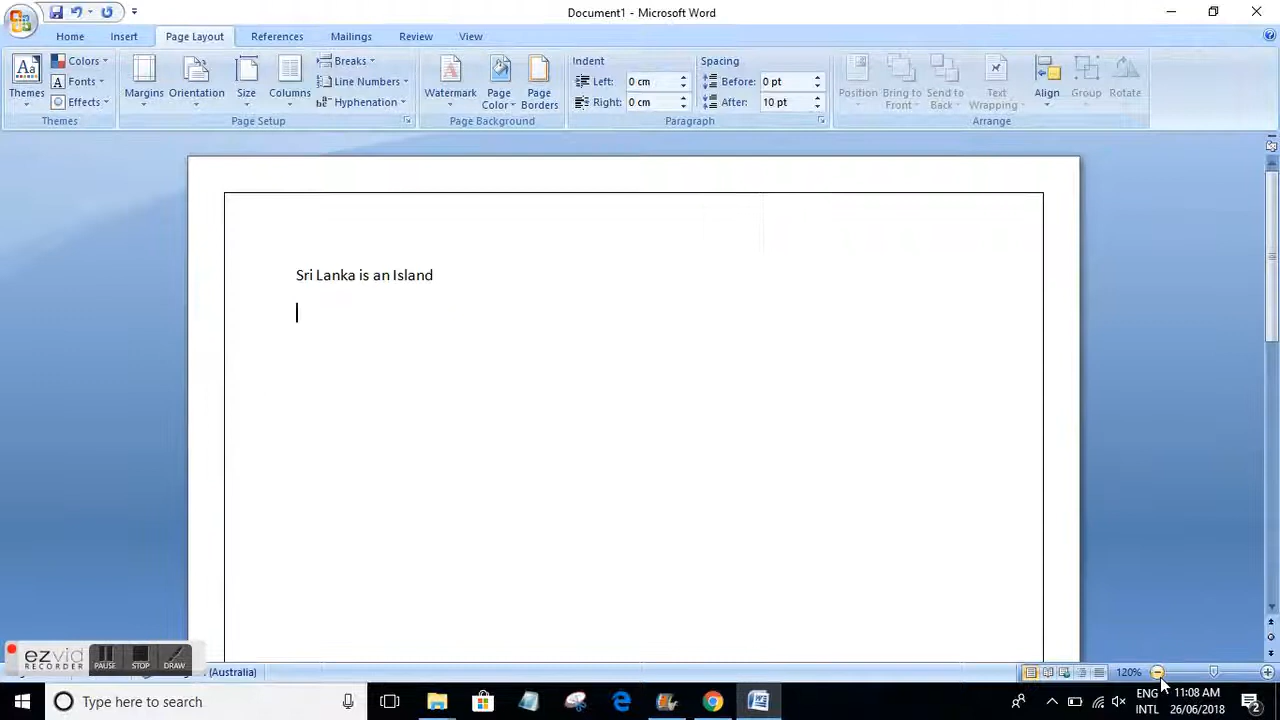 Document1 - Microsoft Word
Home Insert Page Layout References Mailings Review View
Themes
Colors
Fonts
Effects
Themes
Margins
Orientation
Size
Columns
Breaks
Line Numbers
Hyphenation
Page Setup
Watermark
Page Color
Page Borders
Page Background
Indent
Left: 0 cm
Right: 0 cm
Spacing
Before: 0 pt
After: 10 pt
Paragraph
Position
Bring to Front
Send to Back
Text Wrapping
Align
Group
Rotate
Arrange
Sri Lanka is an Island
ezvid
RECORDER
PAUSE
STOP
DRAW
(Australia)
120%
Type here to search
ENG
INTL
11:08 AM
26/06/2018
2